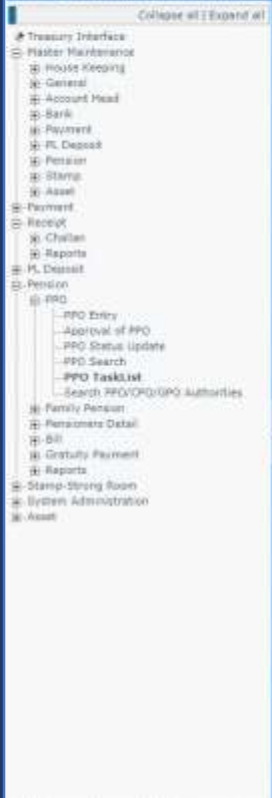 Collapse all | Expand all
Treasury Interface
Master Maintenance
House Keeping
General
Account Head
Bank
Payment
PL Deposit
Pension
Stamp
Asset
Payment
Receipt
Challan
Reports
PL Deposit
Pension
PPO
PPO Entry
Approval of PPO
PPO Status Update
PPO Search
PPO TaskList
Search PPO/CPO/GPO Authorities
Family Pension
Pensioners Detail
Bill
Gratuity Payment
Reports
Stamp-Strong Room
System Administration
Asset